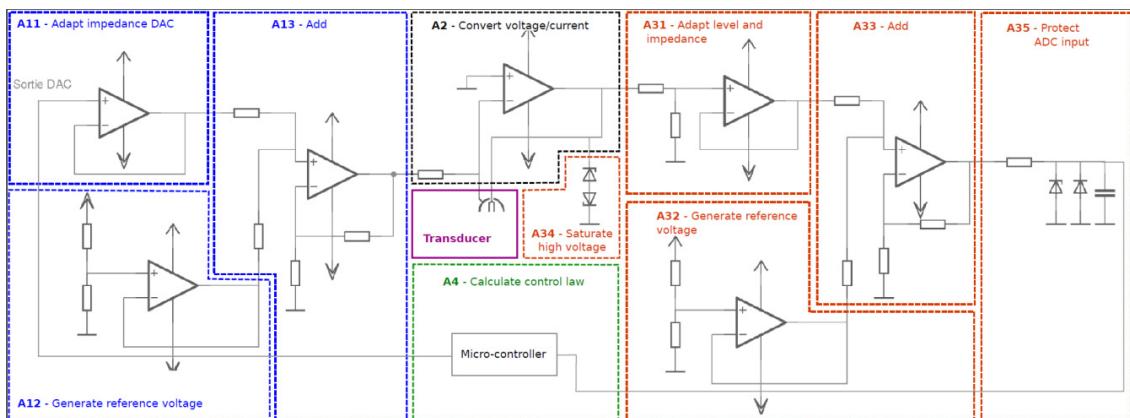 A11 - Adapt impedance DAC
A13 - Add
A2 - Convert voltage/current
A31 - Adapt level and
impedance
A33 - Add
A35 - Protect
ADC input
Sortie DAC
Transducer
A34 - Saturate
high voltage
A32 - Generate reference
voltage
A4 - Calculate control law
Micro-controller
A12 - Generate reference voltage